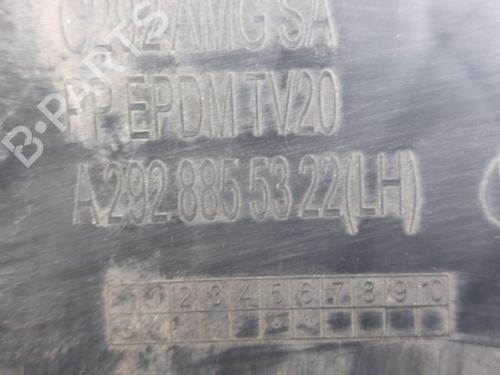 AMG SA
B-PARTS
PP EPDM TV20
A 292 885 53 22(LH)
1 2 3 4 5 6 7 8 9 10